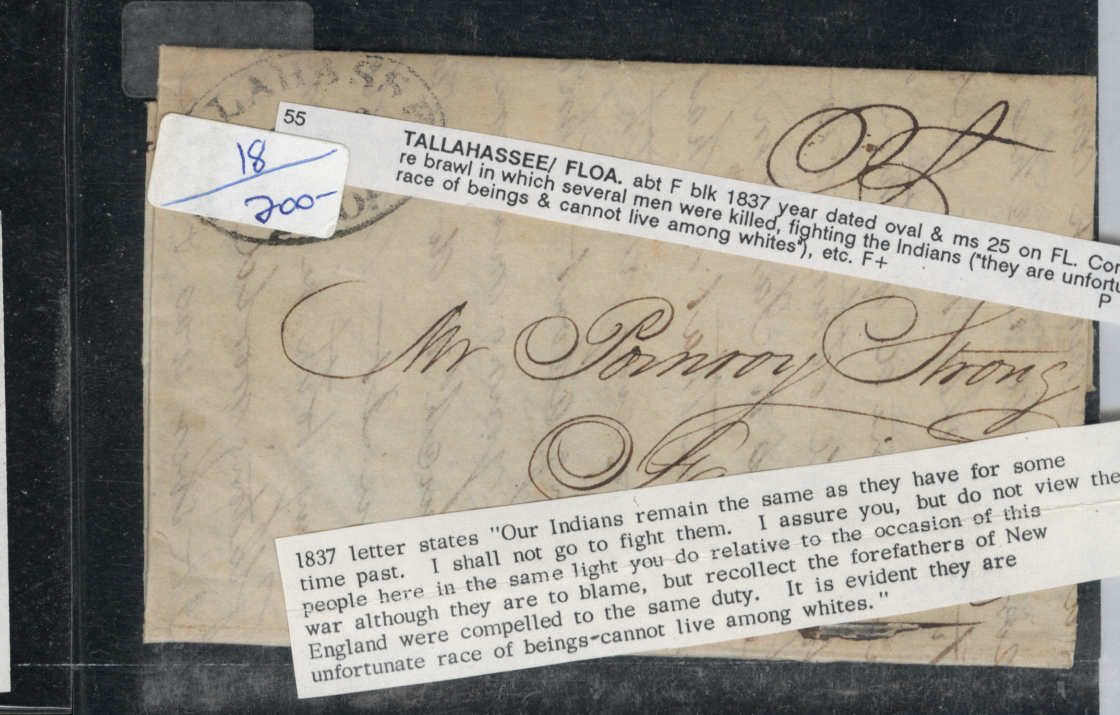 LAHASSE
55
18
200-
TALLAHASSEE/ FLOA. abt F blk 1837 year dated oval & ms 25 on FL. Cor
re brawl in which several men were killed, fighting the Indians ("they are unfortu
race of beings & cannot live among whites"), etc. F+
P
Mr Pomroy Strong
1837 letter states "Our Indians remain the same as they have for some
time past. I shall not go to fight them. I assure you, but do not view the
people here in the same light you do relative to the occasion of this
war although they are to blame, but recollect the forefathers of New
England were compelled to the same duty. It is evident they are
unfortunate race of beings-cannot live among whites."